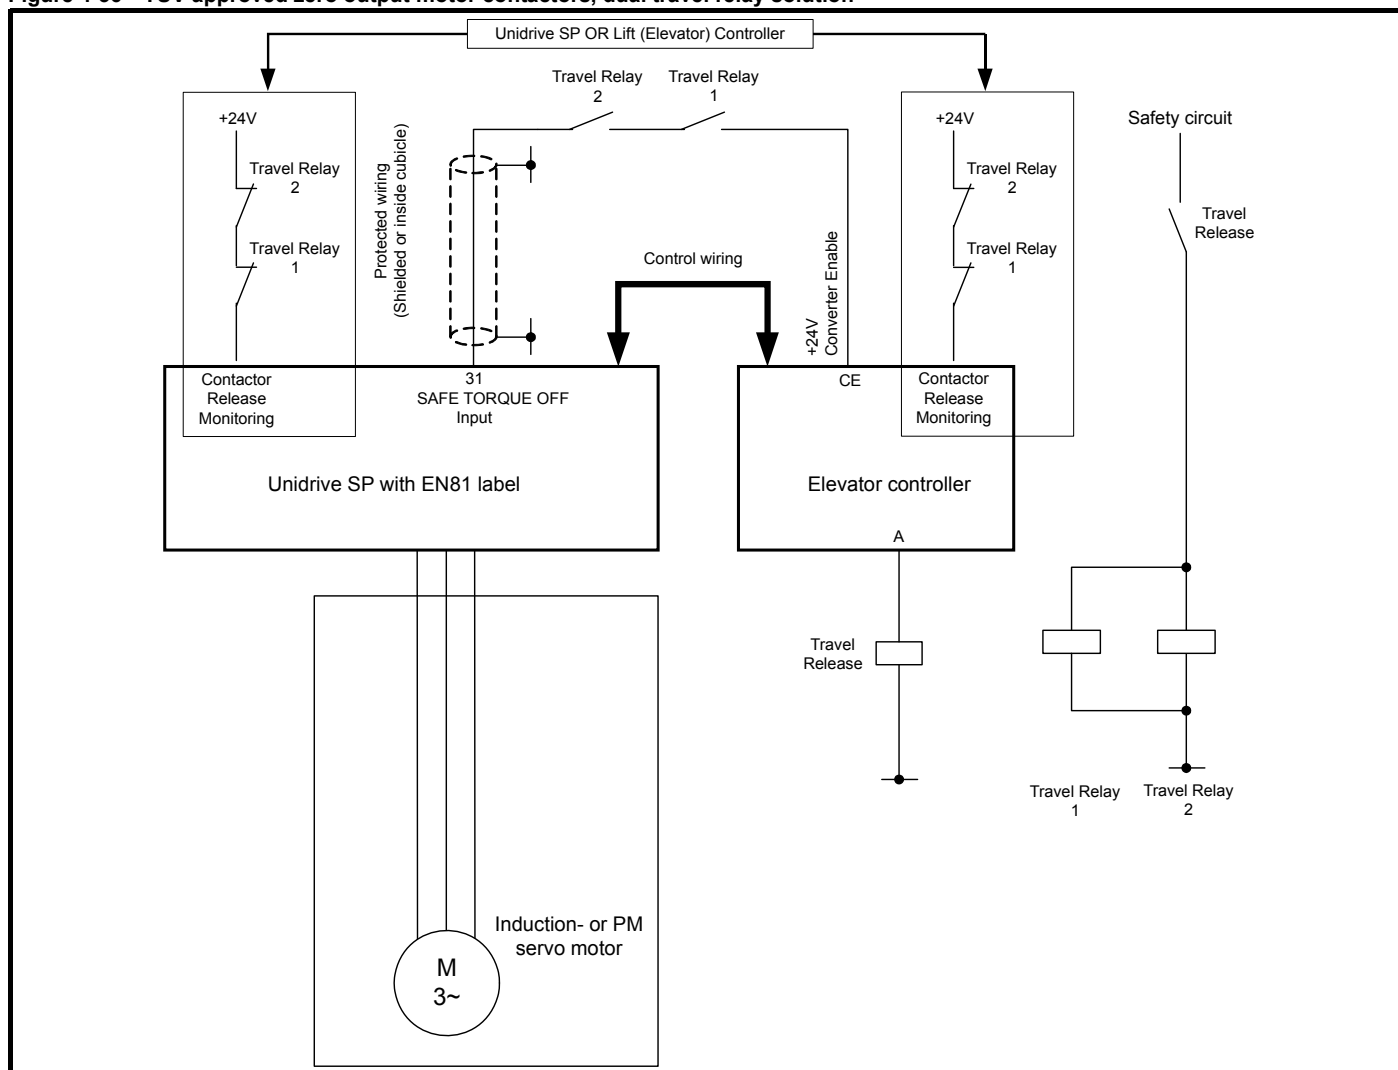 Unidrive SP OR Lift (Elevator) Controller
Travel Relay
2
Travel Relay
1
+24V
Travel Relay
2
Travel Relay
1
Protected wiring
(Shielded or inside cubicle)
Control wiring
+24V
Converter Enable
+24V
Travel Relay
2
Travel Relay
1
Safety circuit
Travel
Release
Contactor
Release
Monitoring
31
SAFE TORQUE OFF
Input
CE
Contactor
Release
Monitoring
Unidrive SP with EN81 label
Elevator controller
A
Travel
Release
Travel Relay
1
Travel Relay
2
Induction- or PM
servo motor
M
3~